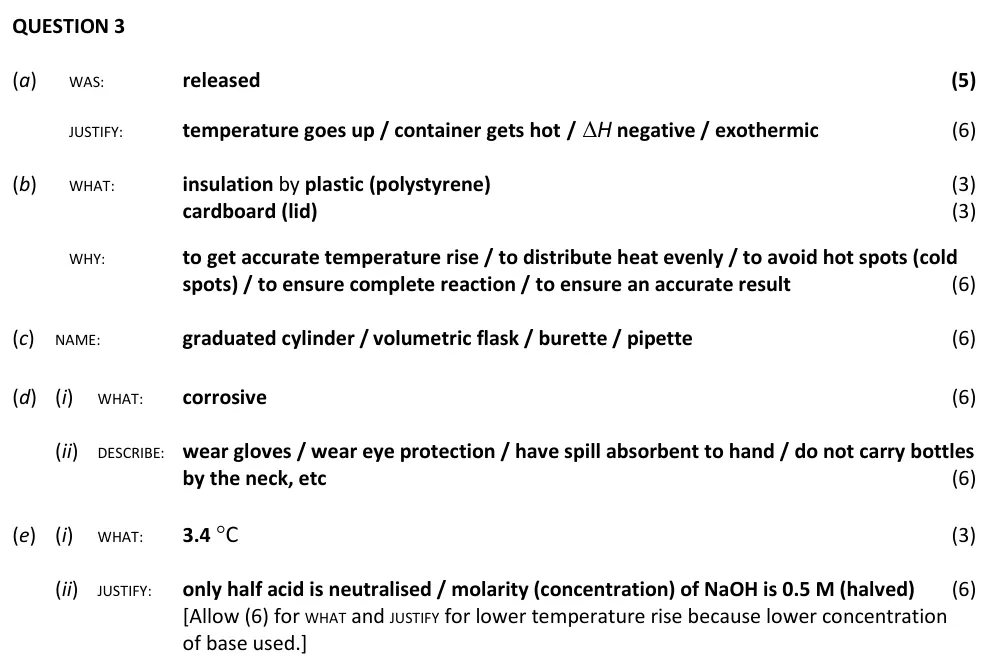 QUESTION 3
(a) WAS: released (5)
JUSTIFY: temperature goes up / container gets hot / ΔH negative / exothermic (6)
(b) WHAT: insulation by plastic (polystyrene) (3)
cardboard (lid) (3)
WHY: to get accurate temperature rise / to distribute heat evenly / to avoid hot spots (cold
spots) / to ensure complete reaction / to ensure an accurate result (6)
(c) NAME: graduated cylinder / volumetric flask / burette / pipette (6)
(d) (i) WHAT: corrosive (6)
(ii) DESCRIBE: wear gloves / wear eye protection / have spill absorbent to hand / do not carry bottles
by the neck, etc (6)
(e) (i) WHAT: 3.4 °C (3)
(ii) JUSTIFY: only half acid is neutralised / molarity (concentration) of NaOH is 0.5 M (halved) (6)
[Allow (6) for WHAT and JUSTIFY for lower temperature rise because lower concentration
of base used.]